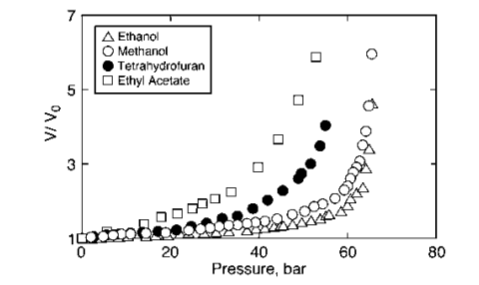 7
Ethanol
Methanol
Tetrahydrofuran
Ethyl Acetate
5
V/ V0
3
1
0 20 40 60 80
Pressure, bar